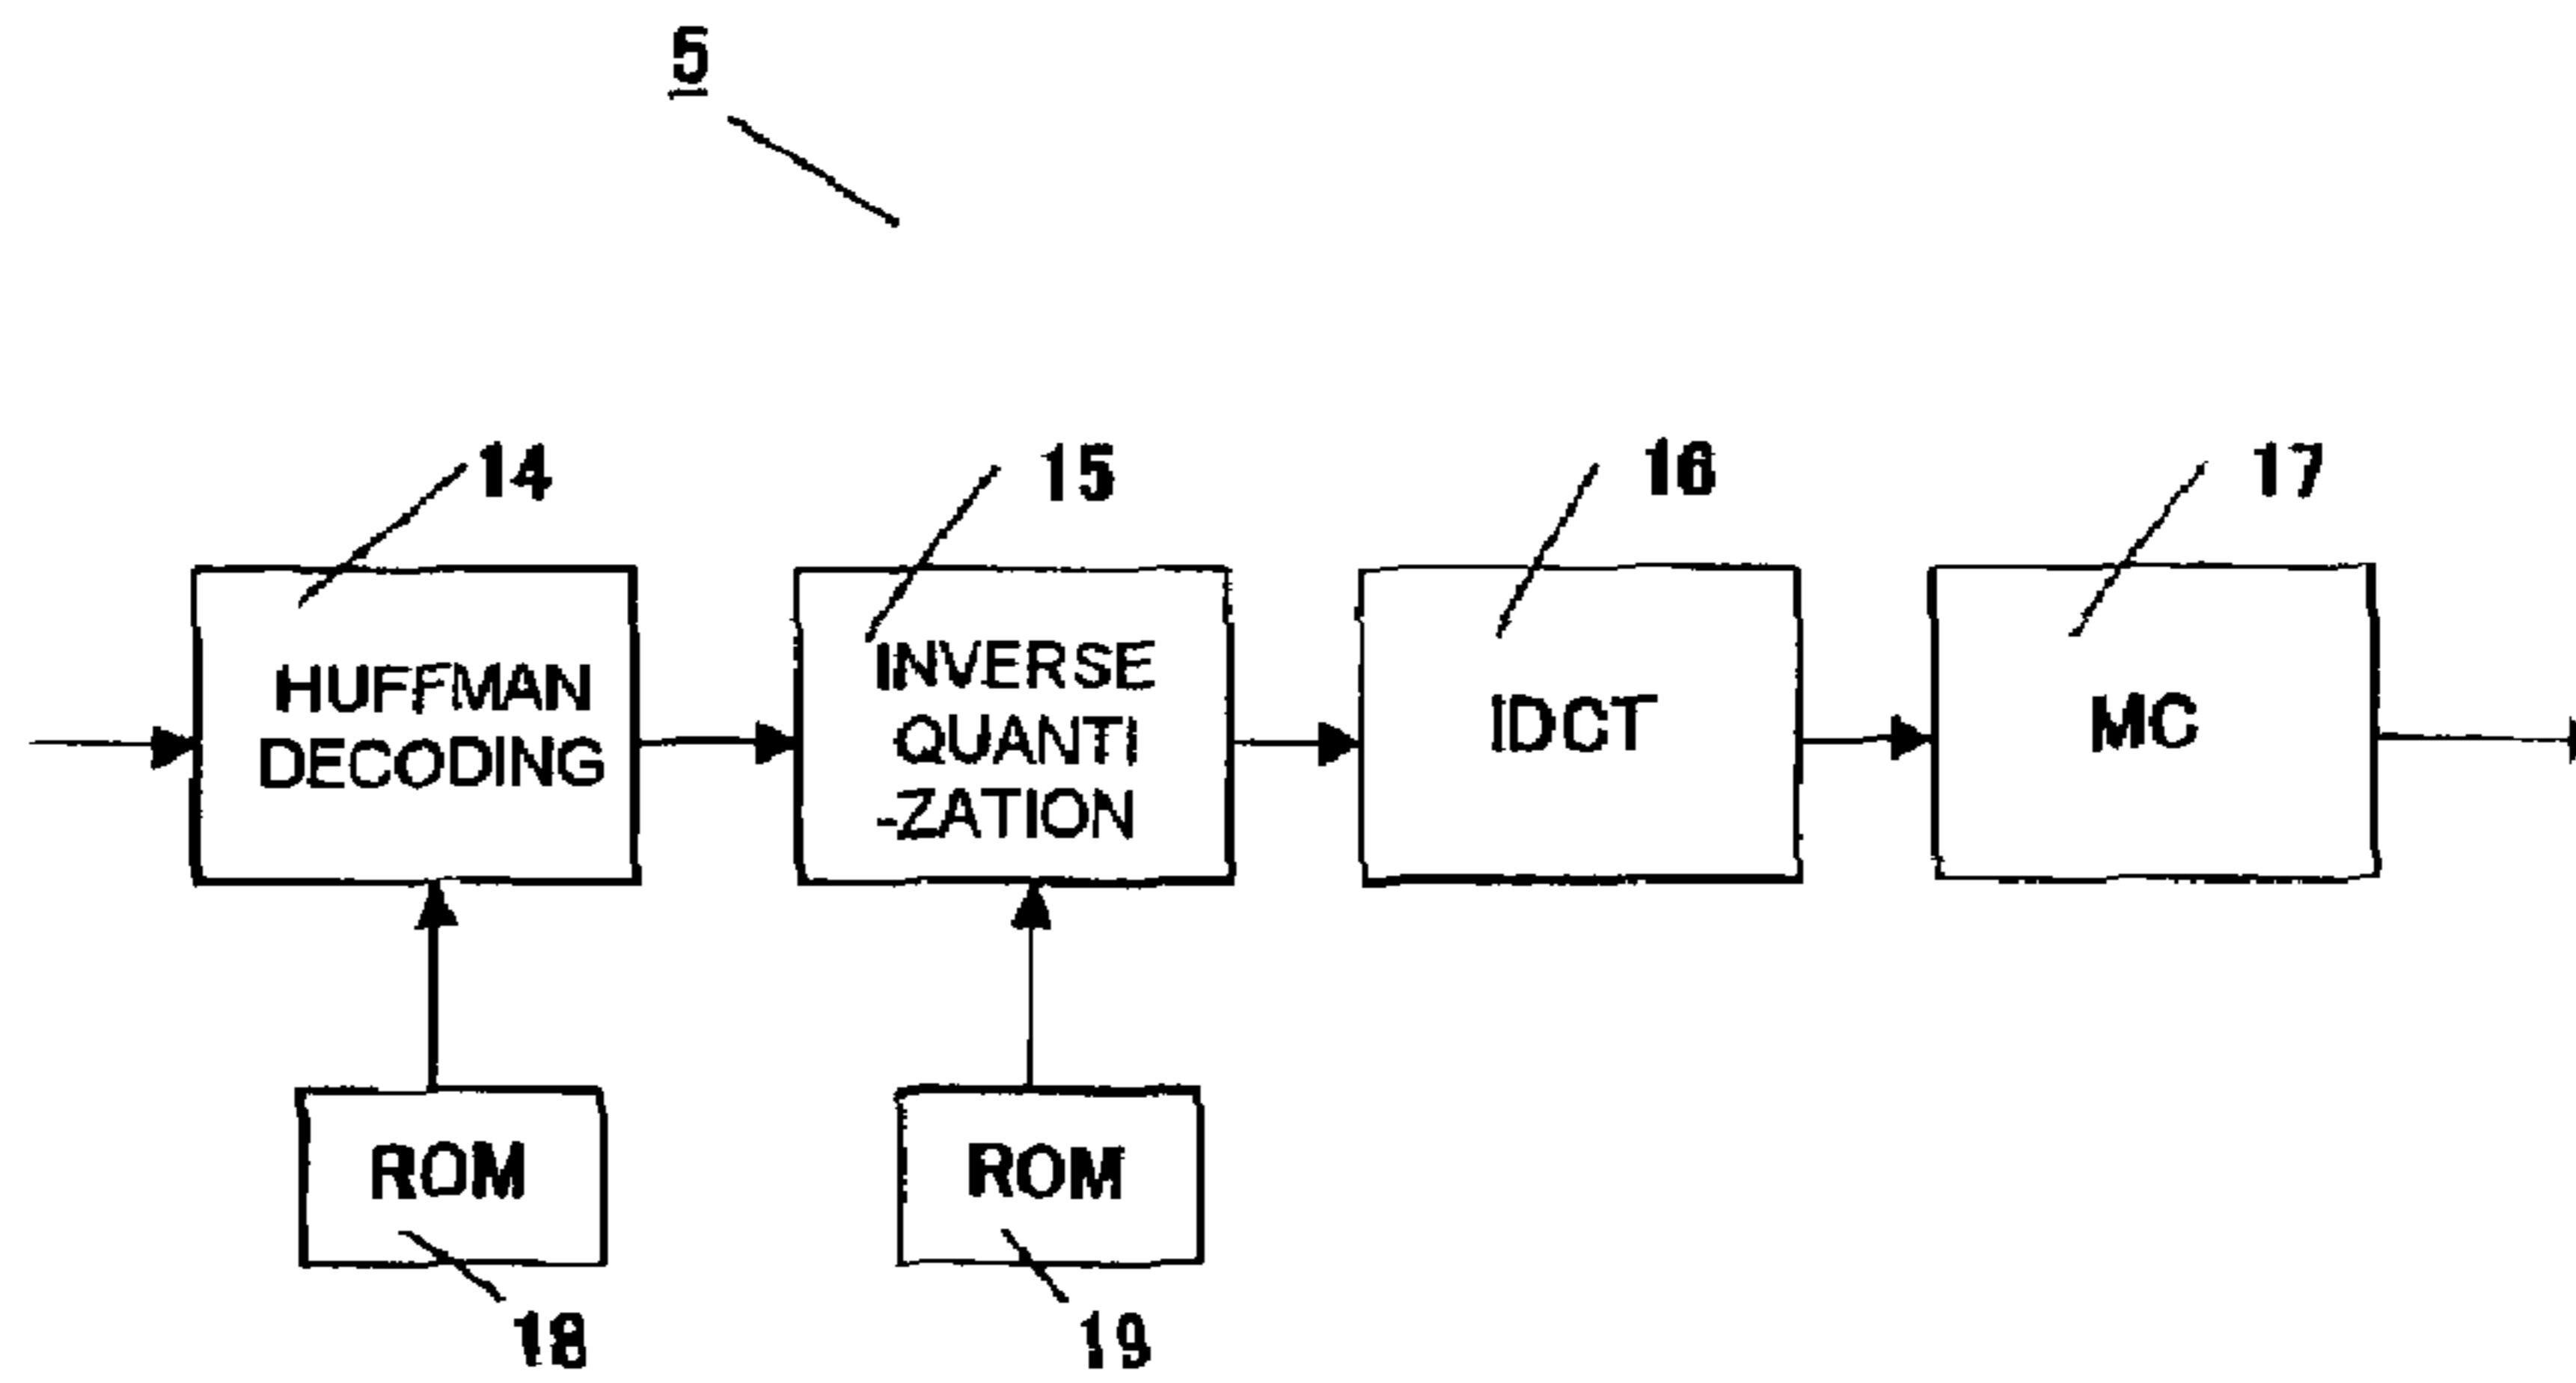 5
14
15
16
17
HUFFMAN
DECODING
INVERSE
QUANTI
-ZATION
IDCT
MC
ROM
ROM
18
19